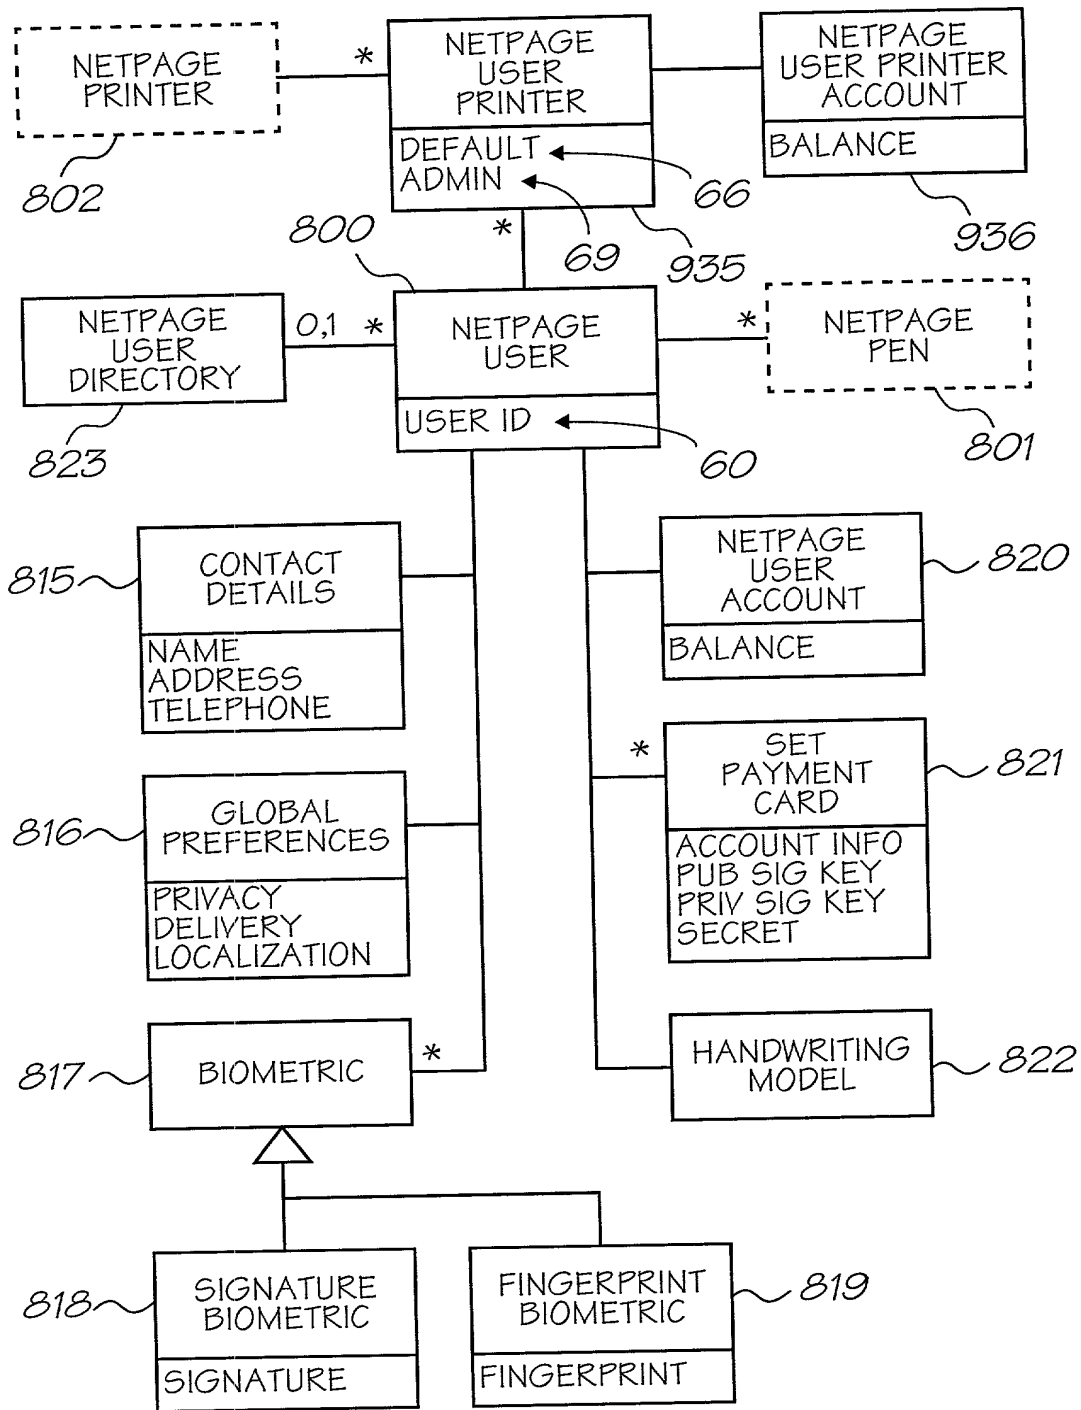 NETPAGE
PRINTER
802
*
NETPAGE
USER
PRINTER
DEFAULT
ADMIN
66
69
935
NETPAGE
USER PRINTER
ACCOUNT
BALANCE
936
*
800
NETPAGE
USER
DIRECTORY
823
0,1 *
NETPAGE
USER
USER ID
60
*
NETPAGE
PEN
801
815
CONTACT
DETAILS
NAME
ADDRESS
TELEPHONE
NETPAGE
USER
ACCOUNT
BALANCE
820
816
GLOBAL
PREFERENCES
PRIVACY
DELIVERY
LOCALIZATION
*
SET
PAYMENT
CARD
ACCOUNT INFO
PUB SIG KEY
PRIV SIG KEY
SECRET
821
817
BIOMETRIC
*
HANDWRITING
MODEL
822
818
SIGNATURE
BIOMETRIC
SIGNATURE
FINGERPRINT
BIOMETRIC
FINGERPRINT
819